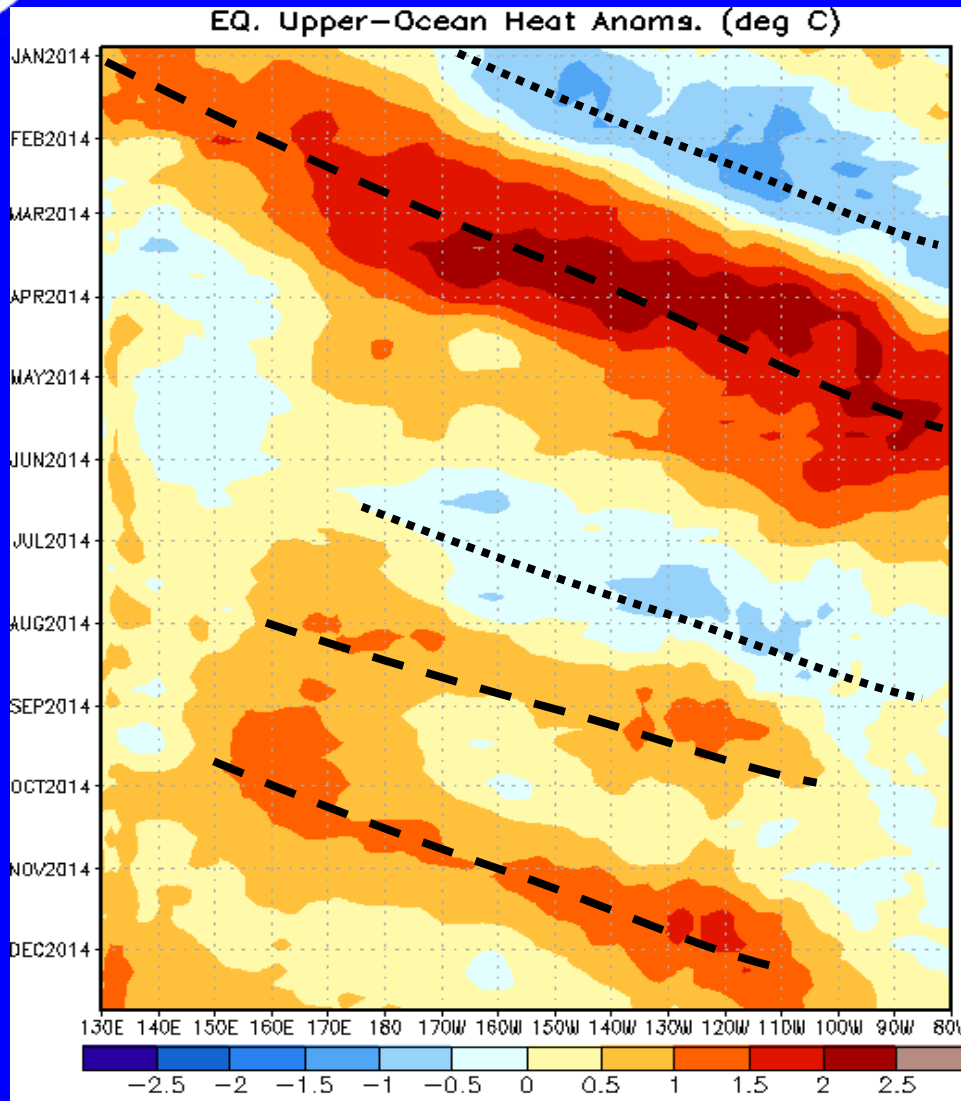 EQ. Upper-Ocean Heat Anoms. (deg C)
JAN2014
FEB2014
MAR2014
APR2014
MAY2014
JUN2014
JUL2014
AUG2014
SEP2014
OCT2014
NOV2014
DEC2014
130E 140E 150E 160E 170E 180 170W 160W 150W 140W 130W 120W 110W 100W 90W 80W
-2.5 -2 -1.5 -1 -0.5 0 0.5 1 1.5 2 2.5